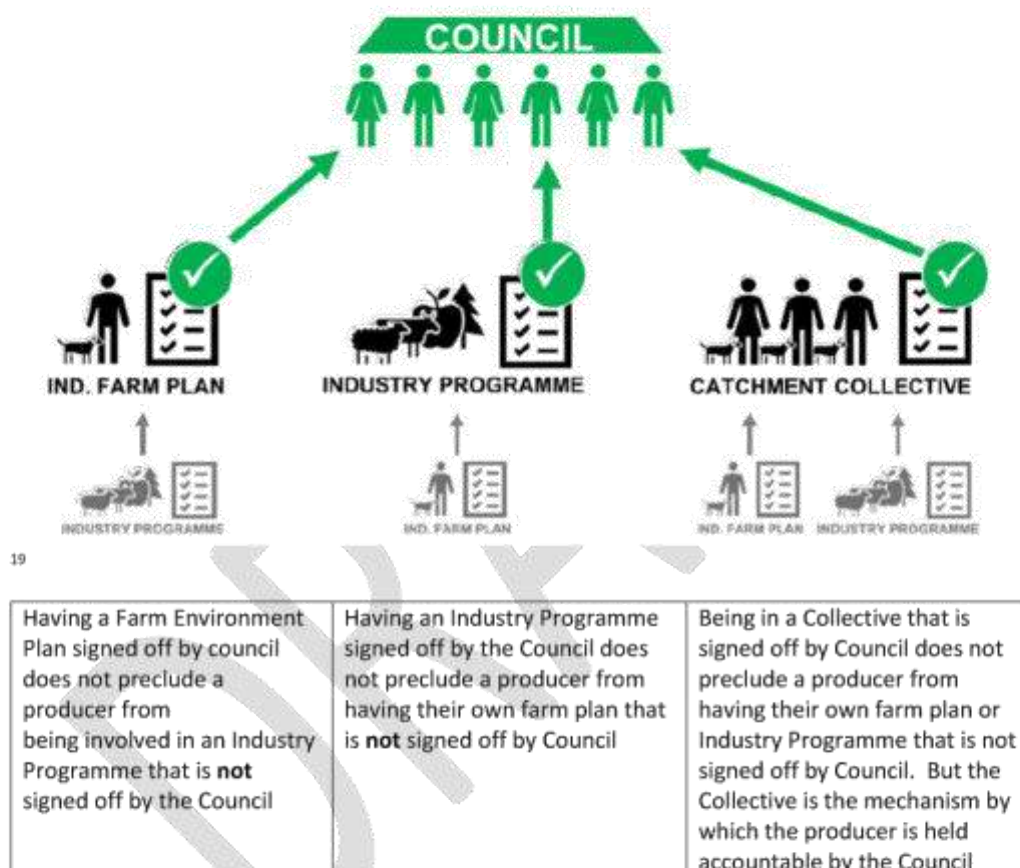 COUNCIL
IND. FARM PLAN
INDUSTRY PROGRAMME
CATCHMENT COLLECTIVE
INDUSTRY PROGRAMME
IND. FARM PLAN
IND. FARM PLAN
INDUSTRY PROGRAMME
19
Having a Farm Environment
Plan signed off by council
does not preclude a
producer from
being involved in an Industry
Programme that is not
signed off by the Council
Having an Industry Programme
signed off by the Council does
not preclude a producer from
having their own farm plan that
is not signed off by Council
Being in a Collective that is
signed off by Council does not
preclude a producer from
having their own farm plan or
Industry Programme that is not
signed off by Council. But the
Collective is the mechanism by
which the producer is held
accountable by the Council